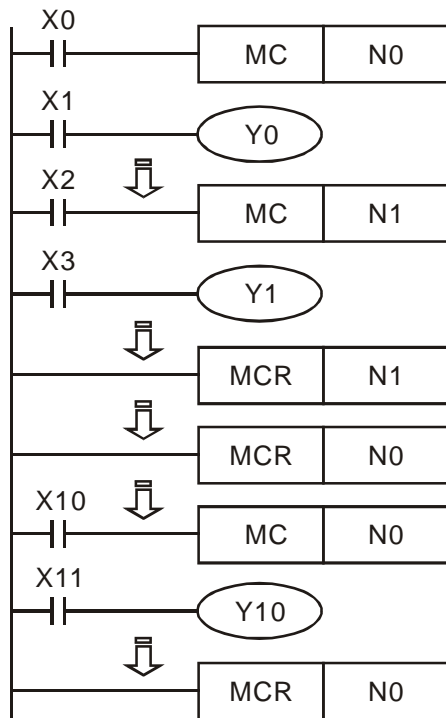 X0
MC N0
X1
Y0
X2
MC N1
X3
Y1
MCR N1
MCR N0
X10
MC N0
X11
Y10
MCR N0